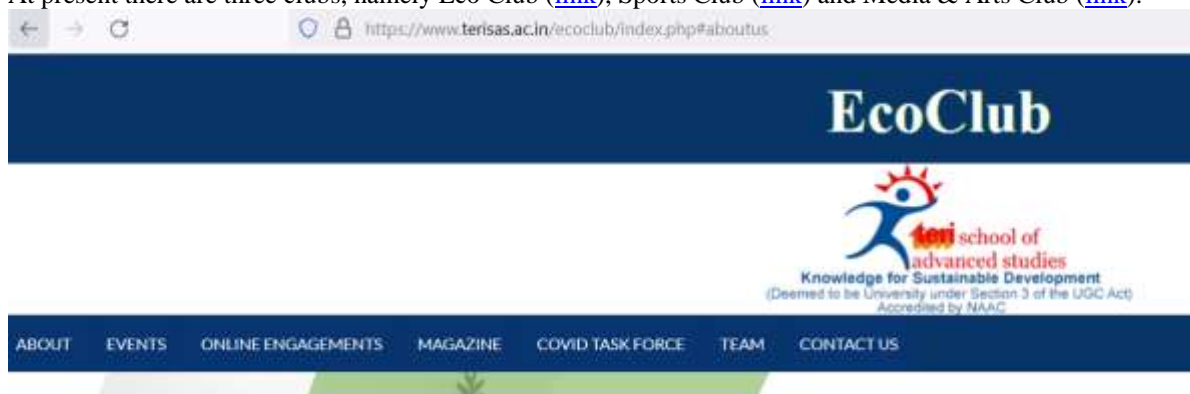 At present there are three clubs, namely Eco Club (link), Sports Club (link) and Media & Arts Club (link).
https://www.terisas.ac.in/ecoclub/index.php#aboutus
EcoClub
teri school of
advanced studies
Knowledge for Sustainable Development
(Deemed to be University under Section 3 of the UGC Act)
Accredited by NAAC
ABOUT EVENTS ONLINE ENGAGEMENTS MAGAZINE COVID TASK FORCE TEAM CONTACT US